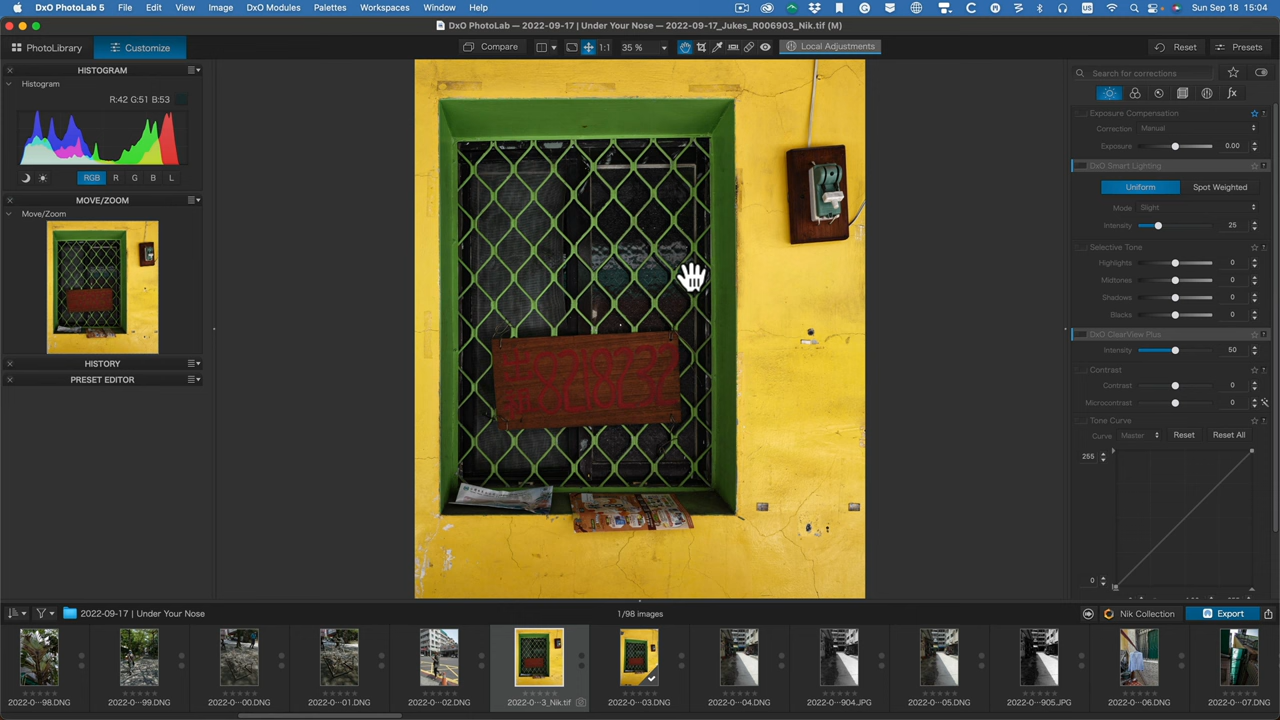 DxO PhotoLab 5 File Edit View Image DxO Modules Palettes Workspaces Window Help Sun Sep 18 15:04
DxO PhotoLab — 2022-09-17 | Under Your Nose — 2022-09-17_Jukes_R006903_Nik.tif (M)
PhotoLibrary Customize Compare 1:1 35 % Local Adjustments Reset Presets
HISTOGRAM
Histogram
R:42 G:51 B:53
RGB R G B L
MOVE/ZOOM
Move/Zoom
HISTORY
PRESET EDITOR
8218232
Search for corrections
Exposure Compensation
Correction Manual
Exposure 0.00
DxO Smart Lighting
Uniform Spot Weighted
Mode Slight
Intensity 25
Selective Tone
Highlights 0
Midtones 0
Shadows 0
Blacks 0
DxO ClearView Plus
Intensity 50
Contrast
Contrast 0
Microcontrast 0
Tone Curve
Curve Master Reset Reset All
255
0
2022-09-17 | Under Your Nose 1/98 images Nik Collection Export
2022-0···98.DNG 2022-0···99.DNG 2022-0···00.DNG 2022-0···01.DNG 2022-0···02.DNG 2022-0···3_Nik.tif 2022-0···03.DNG 2022-0···04.DNG 2022-0···904.JPG 2022-0···05.DNG 2022-0···905.JPG 2022-0···06.DNG 2022-0···07.DNG